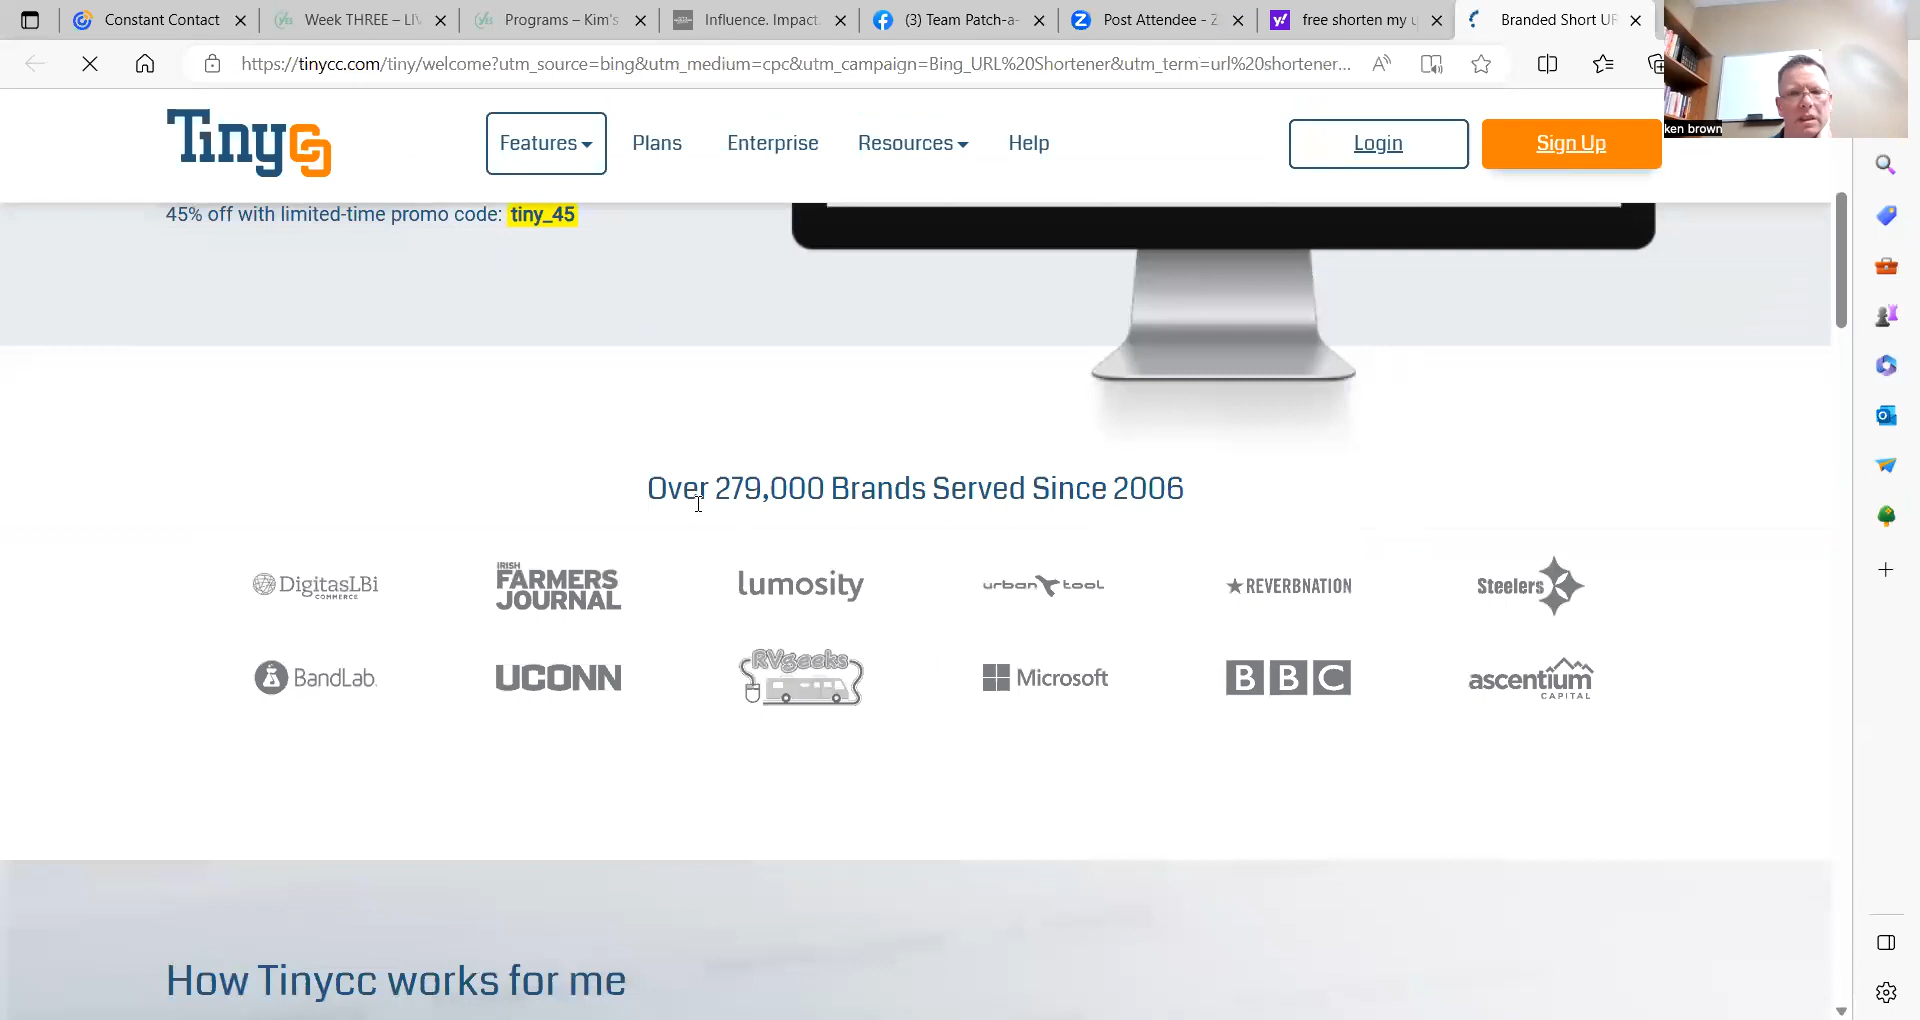 Constant Contact
Week THREE – LIV
Programs – Kim's
Influence. Impact.
(3) Team Patch-a-
Post Attendee - Z
free shorten my u
Branded Short UR
https://tinycc.com/tiny/welcome?utm_source=bing&utm_medium=cpc&utm_campaign=Bing_URL%20Shortener&utm_term=url%20shortener...
ken brown
Tinycc
Features
Plans
Enterprise
Resources
Help
Login
Sign Up
45% off with limited-time promo code: tiny_45
Over 279,000 Brands Served Since 2006
DigitasLBi
COMMERCE
IRISH
FARMERS
JOURNAL
lumosity
urban tool
REVERBNATION
Steelers
BandLab.
UCONN
RVgeeks
Microsoft
BBC
ascentium
CAPITAL
How Tinycc works for me